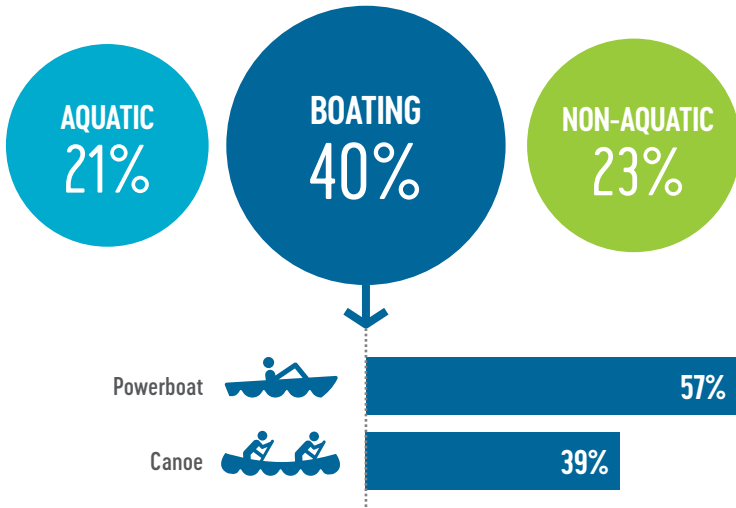 AQUATIC
21%
BOATING
40%
NON-AQUATIC
23%
Powerboat
57%
Canoe
39%